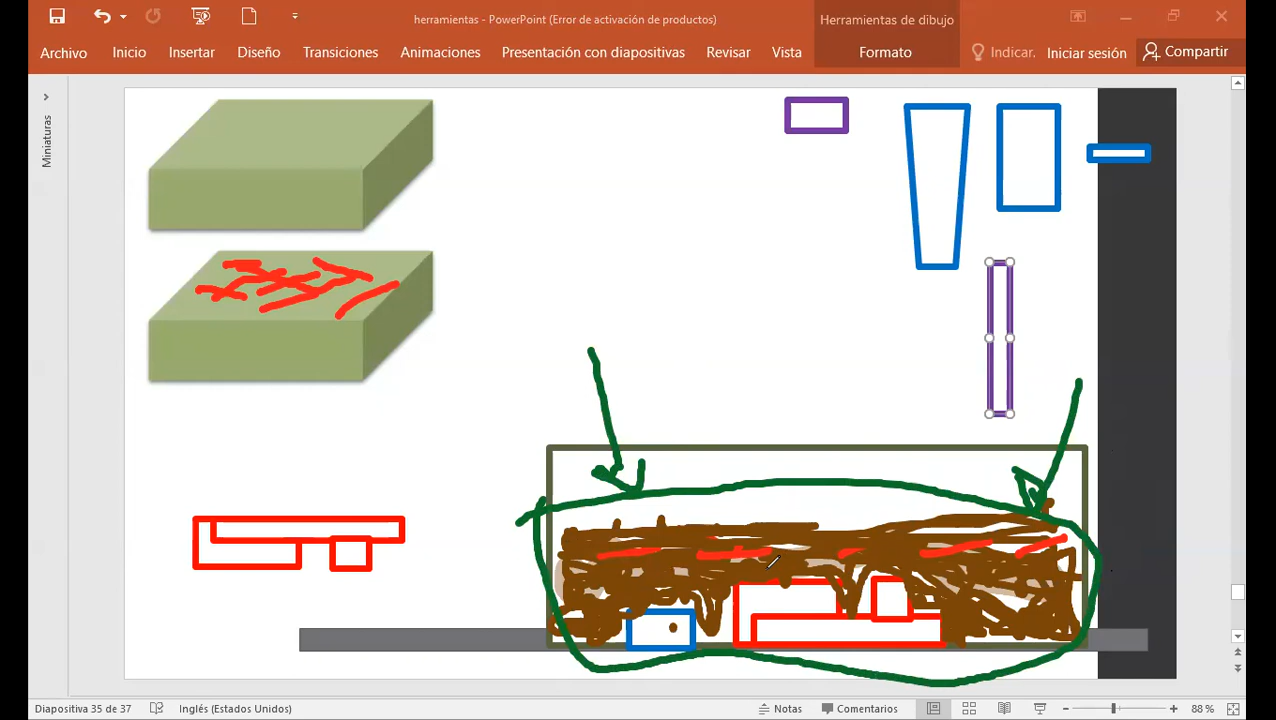 herramientas - PowerPoint (Error de activación de productos)
Herramientas de dibujo
Archivo Inicio Insertar Diseño Transiciones Animaciones Presentación con diapositivas Revisar Vista Formato Indicar. Iniciar sesión Compartir
Miniaturas
Diapositiva 35 de 37 Inglés (Estados Unidos) Notas Comentarios 88 %